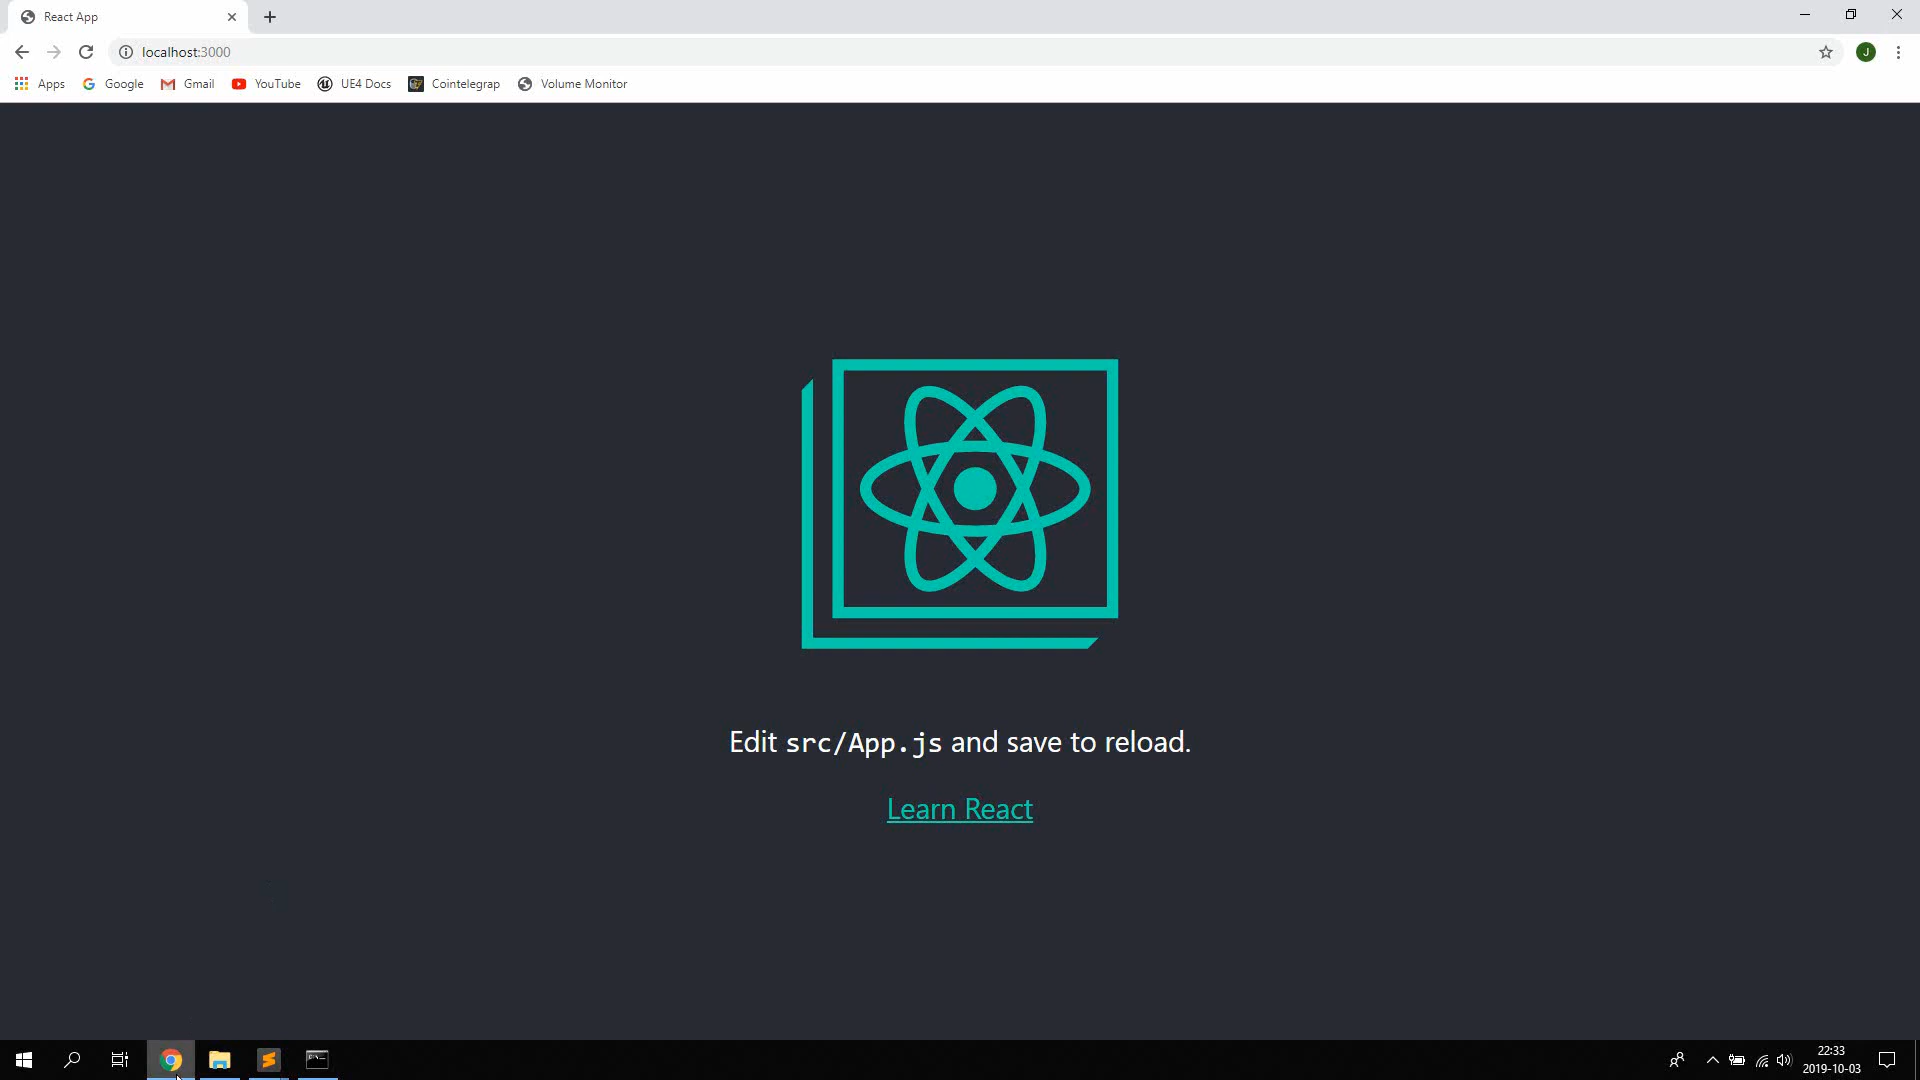 React App
localhost:3000
J
Apps Google Gmail YouTube UE4 Docs Cointelegrap Volume Monitor
Edit src/App.js and save to reload.
Learn React
22:33
2019-10-03